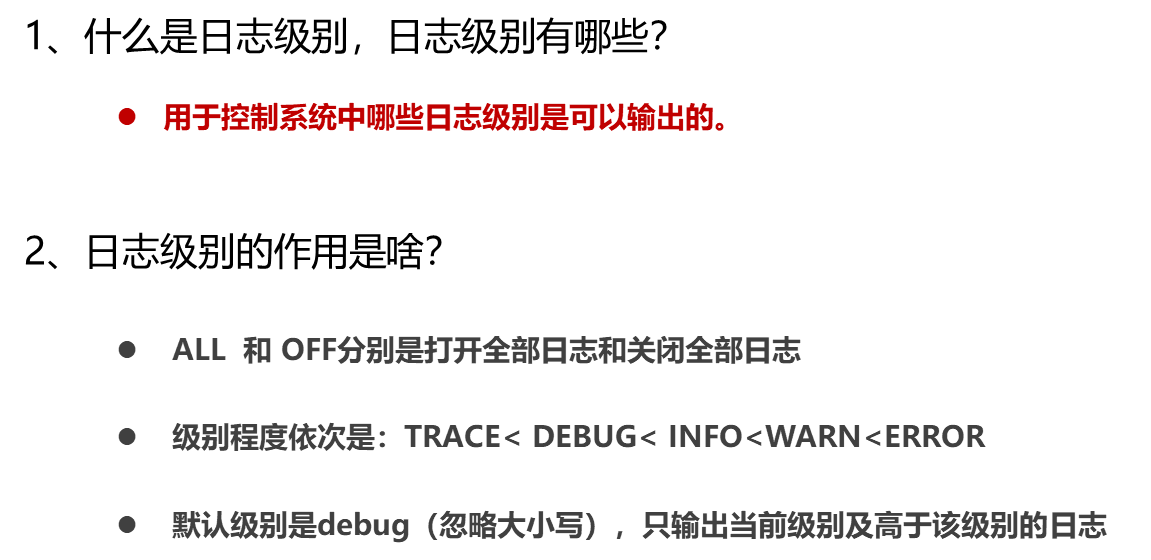 1、什么是日志级别，日志级别有哪些？
● 用于控制系统中哪些日志级别是可以输出的。
2、日志级别的作用是啥？
● ALL 和 OFF分别是打开全部日志和关闭全部日志
● 级别程度依次是：TRACE< DEBUG< INFO<WARN<ERROR
● 默认级别是debug（忽略大小写），只输出当前级别及高于该级别的日志